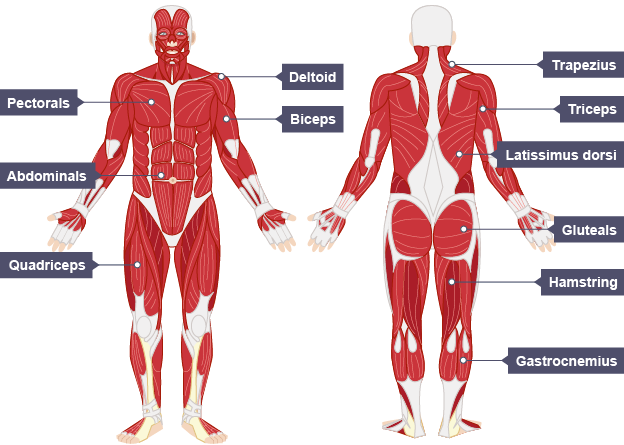 Pectorals
Abdominals
Quadriceps
Deltoid
Biceps
Trapezius
Triceps
Latissimus dorsi
Gluteals
Hamstring
Gastrocnemius